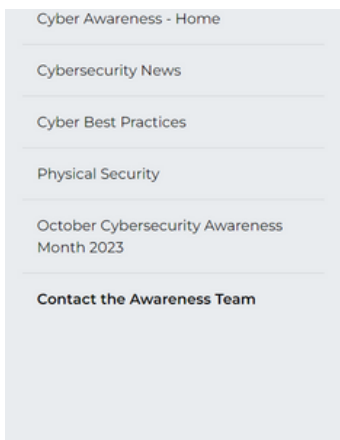 Cyber Awareness - Home
Cybersecurity News
Cyber Best Practices
Physical Security
October Cybersecurity Awareness
Month 2023
Contact the Awareness Team